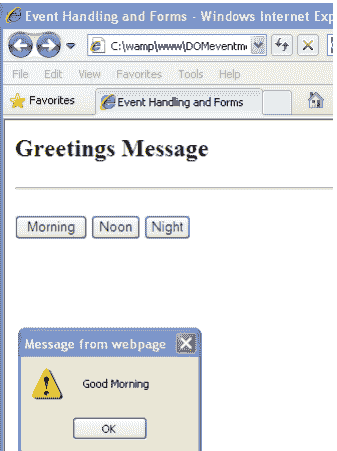 Event Handling and Forms - Windows Internet Exp
C:\wamp\www\DOMeventm
File Edit View Favorites Tools Help
Favorites Event Handling and Forms
Greetings Message
Morning Noon Night
Message from webpage
Good Morning
OK